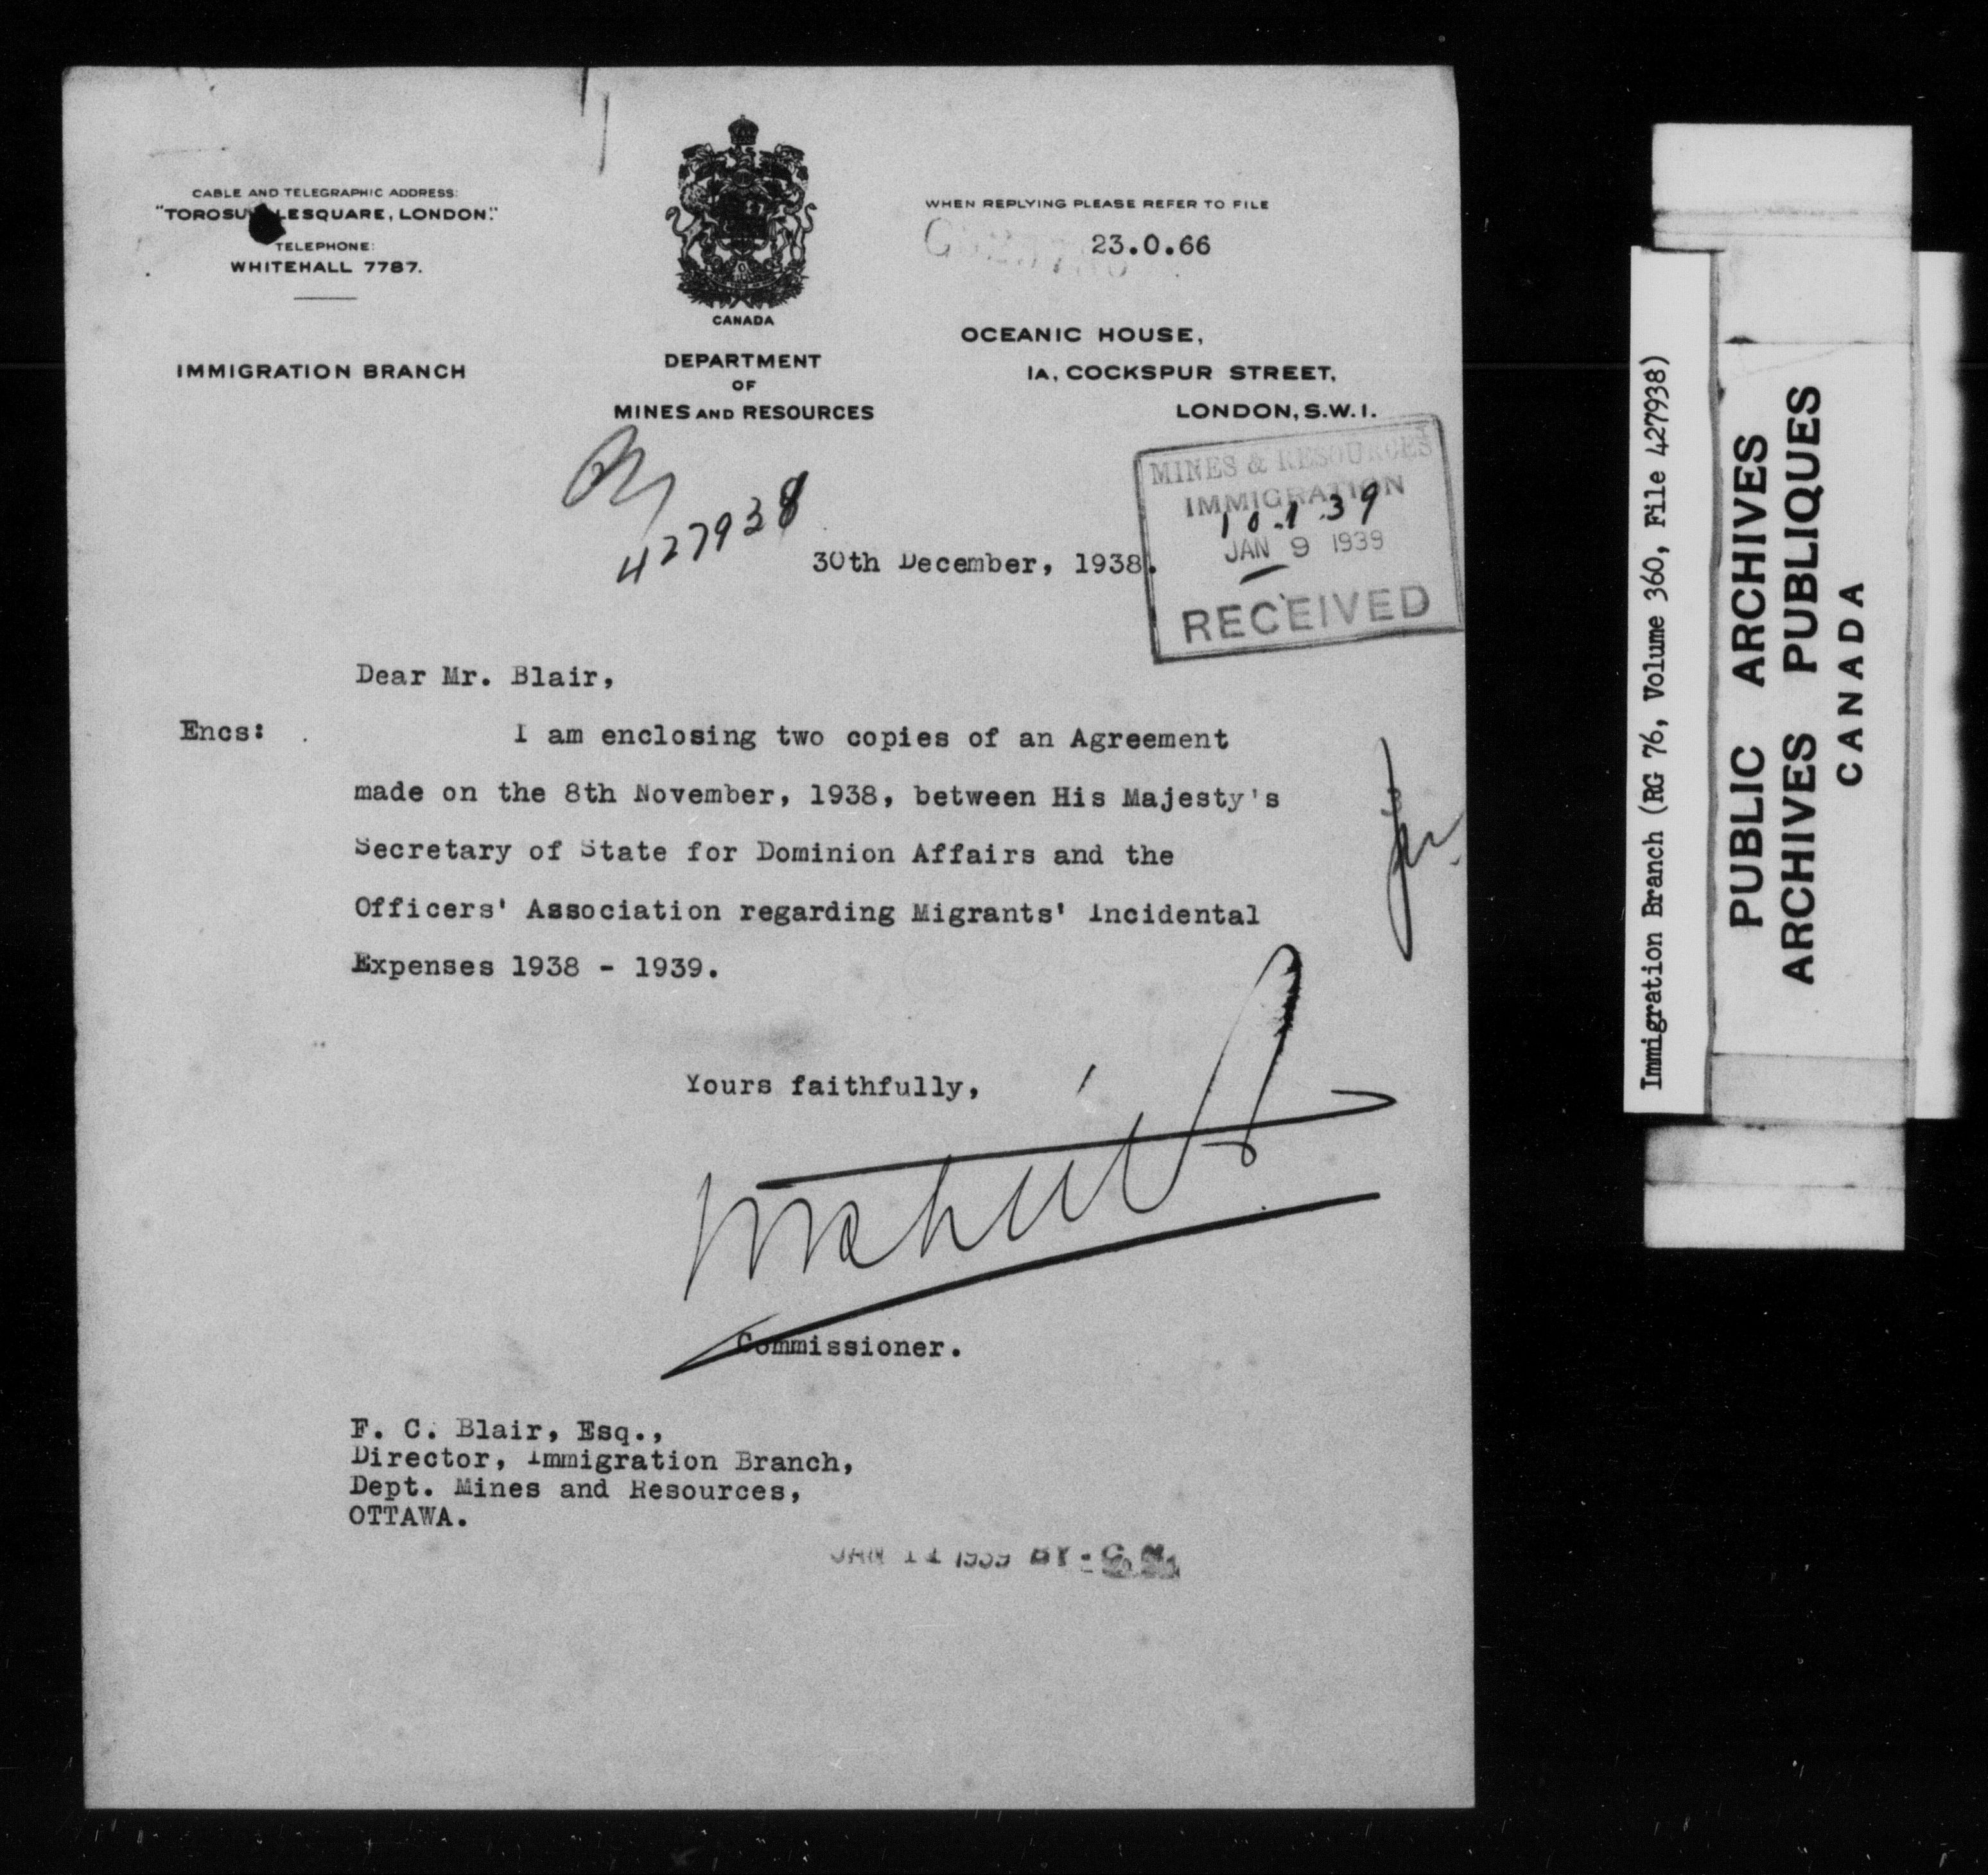 CABLE AND TELEGRAPHIC ADDRESS:
LESQUARE, LONDON."
TELEPHONE:
WHITEHALL 7787.
IMMIGRATION BRANCH
CANADA
DEPARTMENT
OF
MINES AND RESOURCES
WHEN REPLYING PLEASE REFER TO FILE
23.0.66
OCEANIC HOUSE,
1A, COCKSPUR STREET,
LONDON, S.W.1.
427938
MINES & RESOURCES
IMMIGRATION
10.1.39
JAN 9 1939
RECEIVED
30th December, 1938.
Dear Mr. Blair,
Encs:
I am enclosing two copies of an Agreement
made on the 8th November, 1938, between His Majesty's
Secretary of State for Dominion Affairs and the
Officers' Association regarding Migrants' Incidental
Expenses 1938 - 1939.
Yours faithfully,
Commissioner.
F. C. Blair, Esq.,
Director, Immigration Branch,
Dept. Mines and Resources,
OTTAWA.
JAN 11 1939 BY
Immigration Branch (RG 76, Volume 360, File 427938)
PUBLIC ARCHIVES
ARCHIVES PUBLIQUES
CANADA